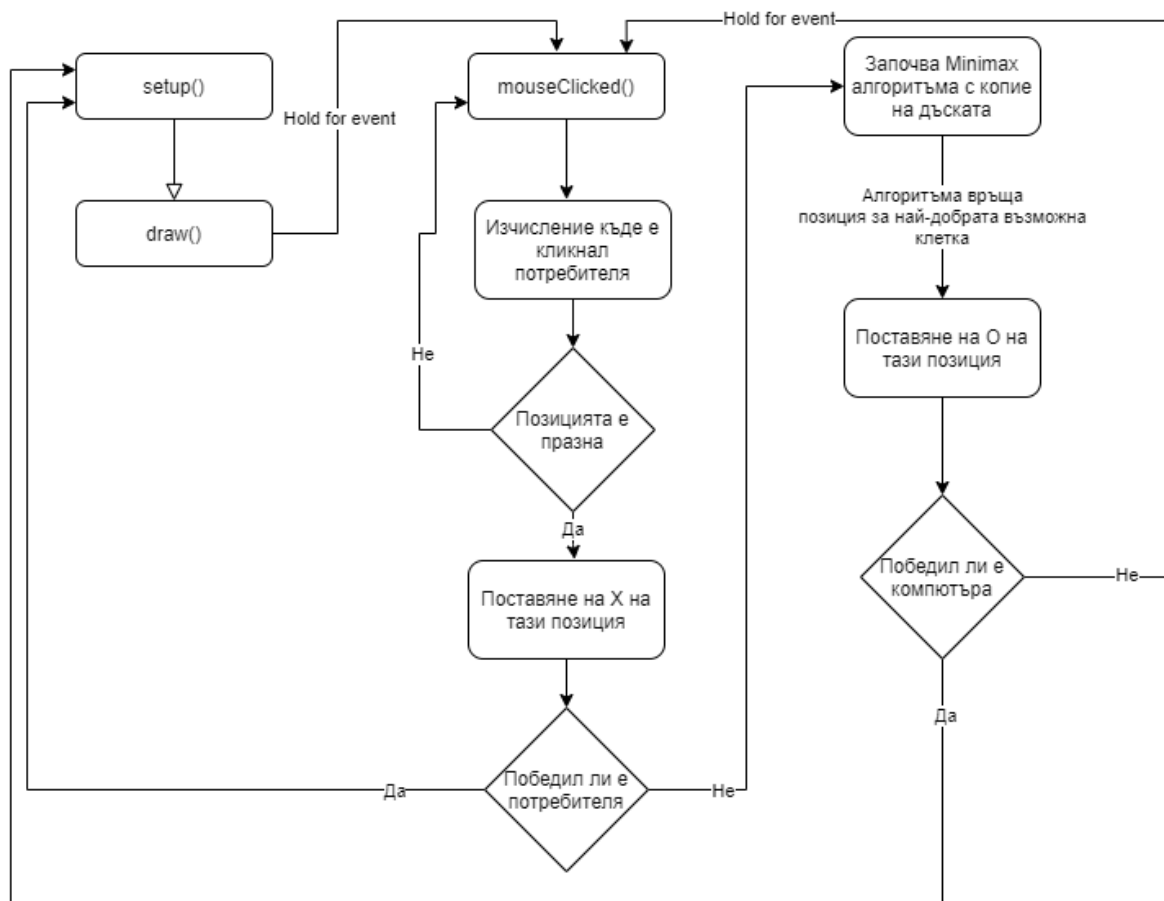 Hold for event
setup()
mouseClicked()
Започва Minimax
алгоритъма с копие
на дъската
Hold for event
draw()
Изчисление къде е
кликнал
потребителя
Алгоритъма връща
позиция за най-добрата възможна
клетка
Не
Поставяне на О на
тази позиция
Позицията е
празна
Да
Поставяне на Х на
тази позиция
Победил ли е
компютъра
Не
Да
Победил ли е
потребителя
Да
Не